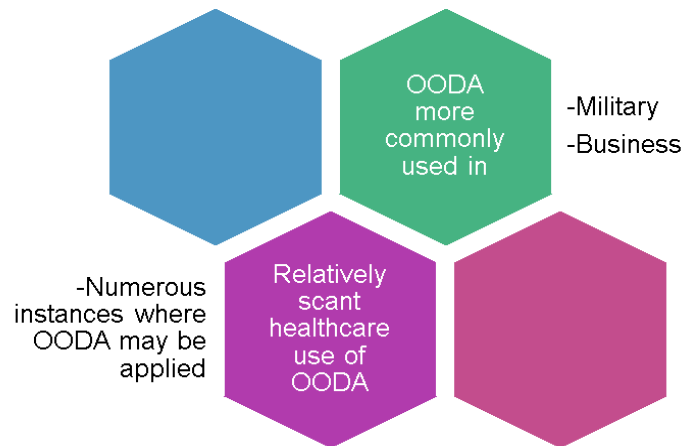 OODA
more
commonly
used in
-Military
-Business
-Numerous
instances where
OODA may be
applied
Relatively
scant
healthcare
use of
OODA